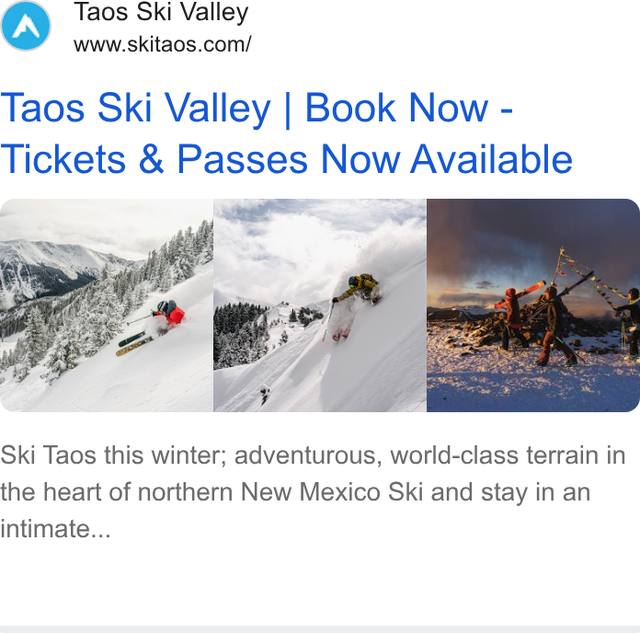 Taos Ski Valley
www.skitaos.com/
Taos Ski Valley | Book Now -
Tickets & Passes Now Available
Ski Taos this winter; adventurous, world-class terrain in
the heart of northern New Mexico Ski and stay in an
intimate...